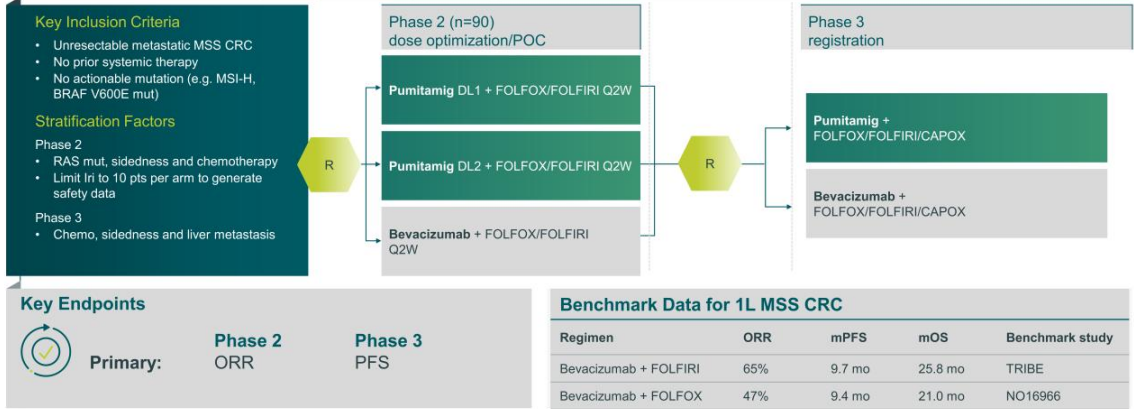 Key Inclusion Criteria
• Unresectable metastatic MSS CRC
• No prior systemic therapy
• No actionable mutation (e.g. MSI-H,
BRAF V600E mut)
Stratification Factors
Phase 2
• RAS mut, sidedness and chemotherapy
• Limit Iri to 10 pts per arm to generate
safety data
Phase 3
• Chemo, sidedness and liver metastasis
R
Phase 2 (n=90)
dose optimization/POC
Pumitamig DL1 + FOLFOX/FOLFIRI Q2W
Pumitamig DL2 + FOLFOX/FOLFIRI Q2W
Bevacizumab + FOLFOX/FOLFIRI
Q2W
R
Phase 3
registration
Pumitamig +
FOLFOX/FOLFIRI/CAPOX
Bevacizumab +
FOLFOX/FOLFIRI/CAPOX
Key Endpoints
Phase 2 Phase 3
Primary: ORR PFS
Benchmark Data for 1L MSS CRC
Regimen ORR mPFS mOS Benchmark study
Bevacizumab + FOLFIRI 65% 9.7 mo 25.8 mo TRIBE
Bevacizumab + FOLFOX 47% 9.4 mo 21.0 mo NO16966